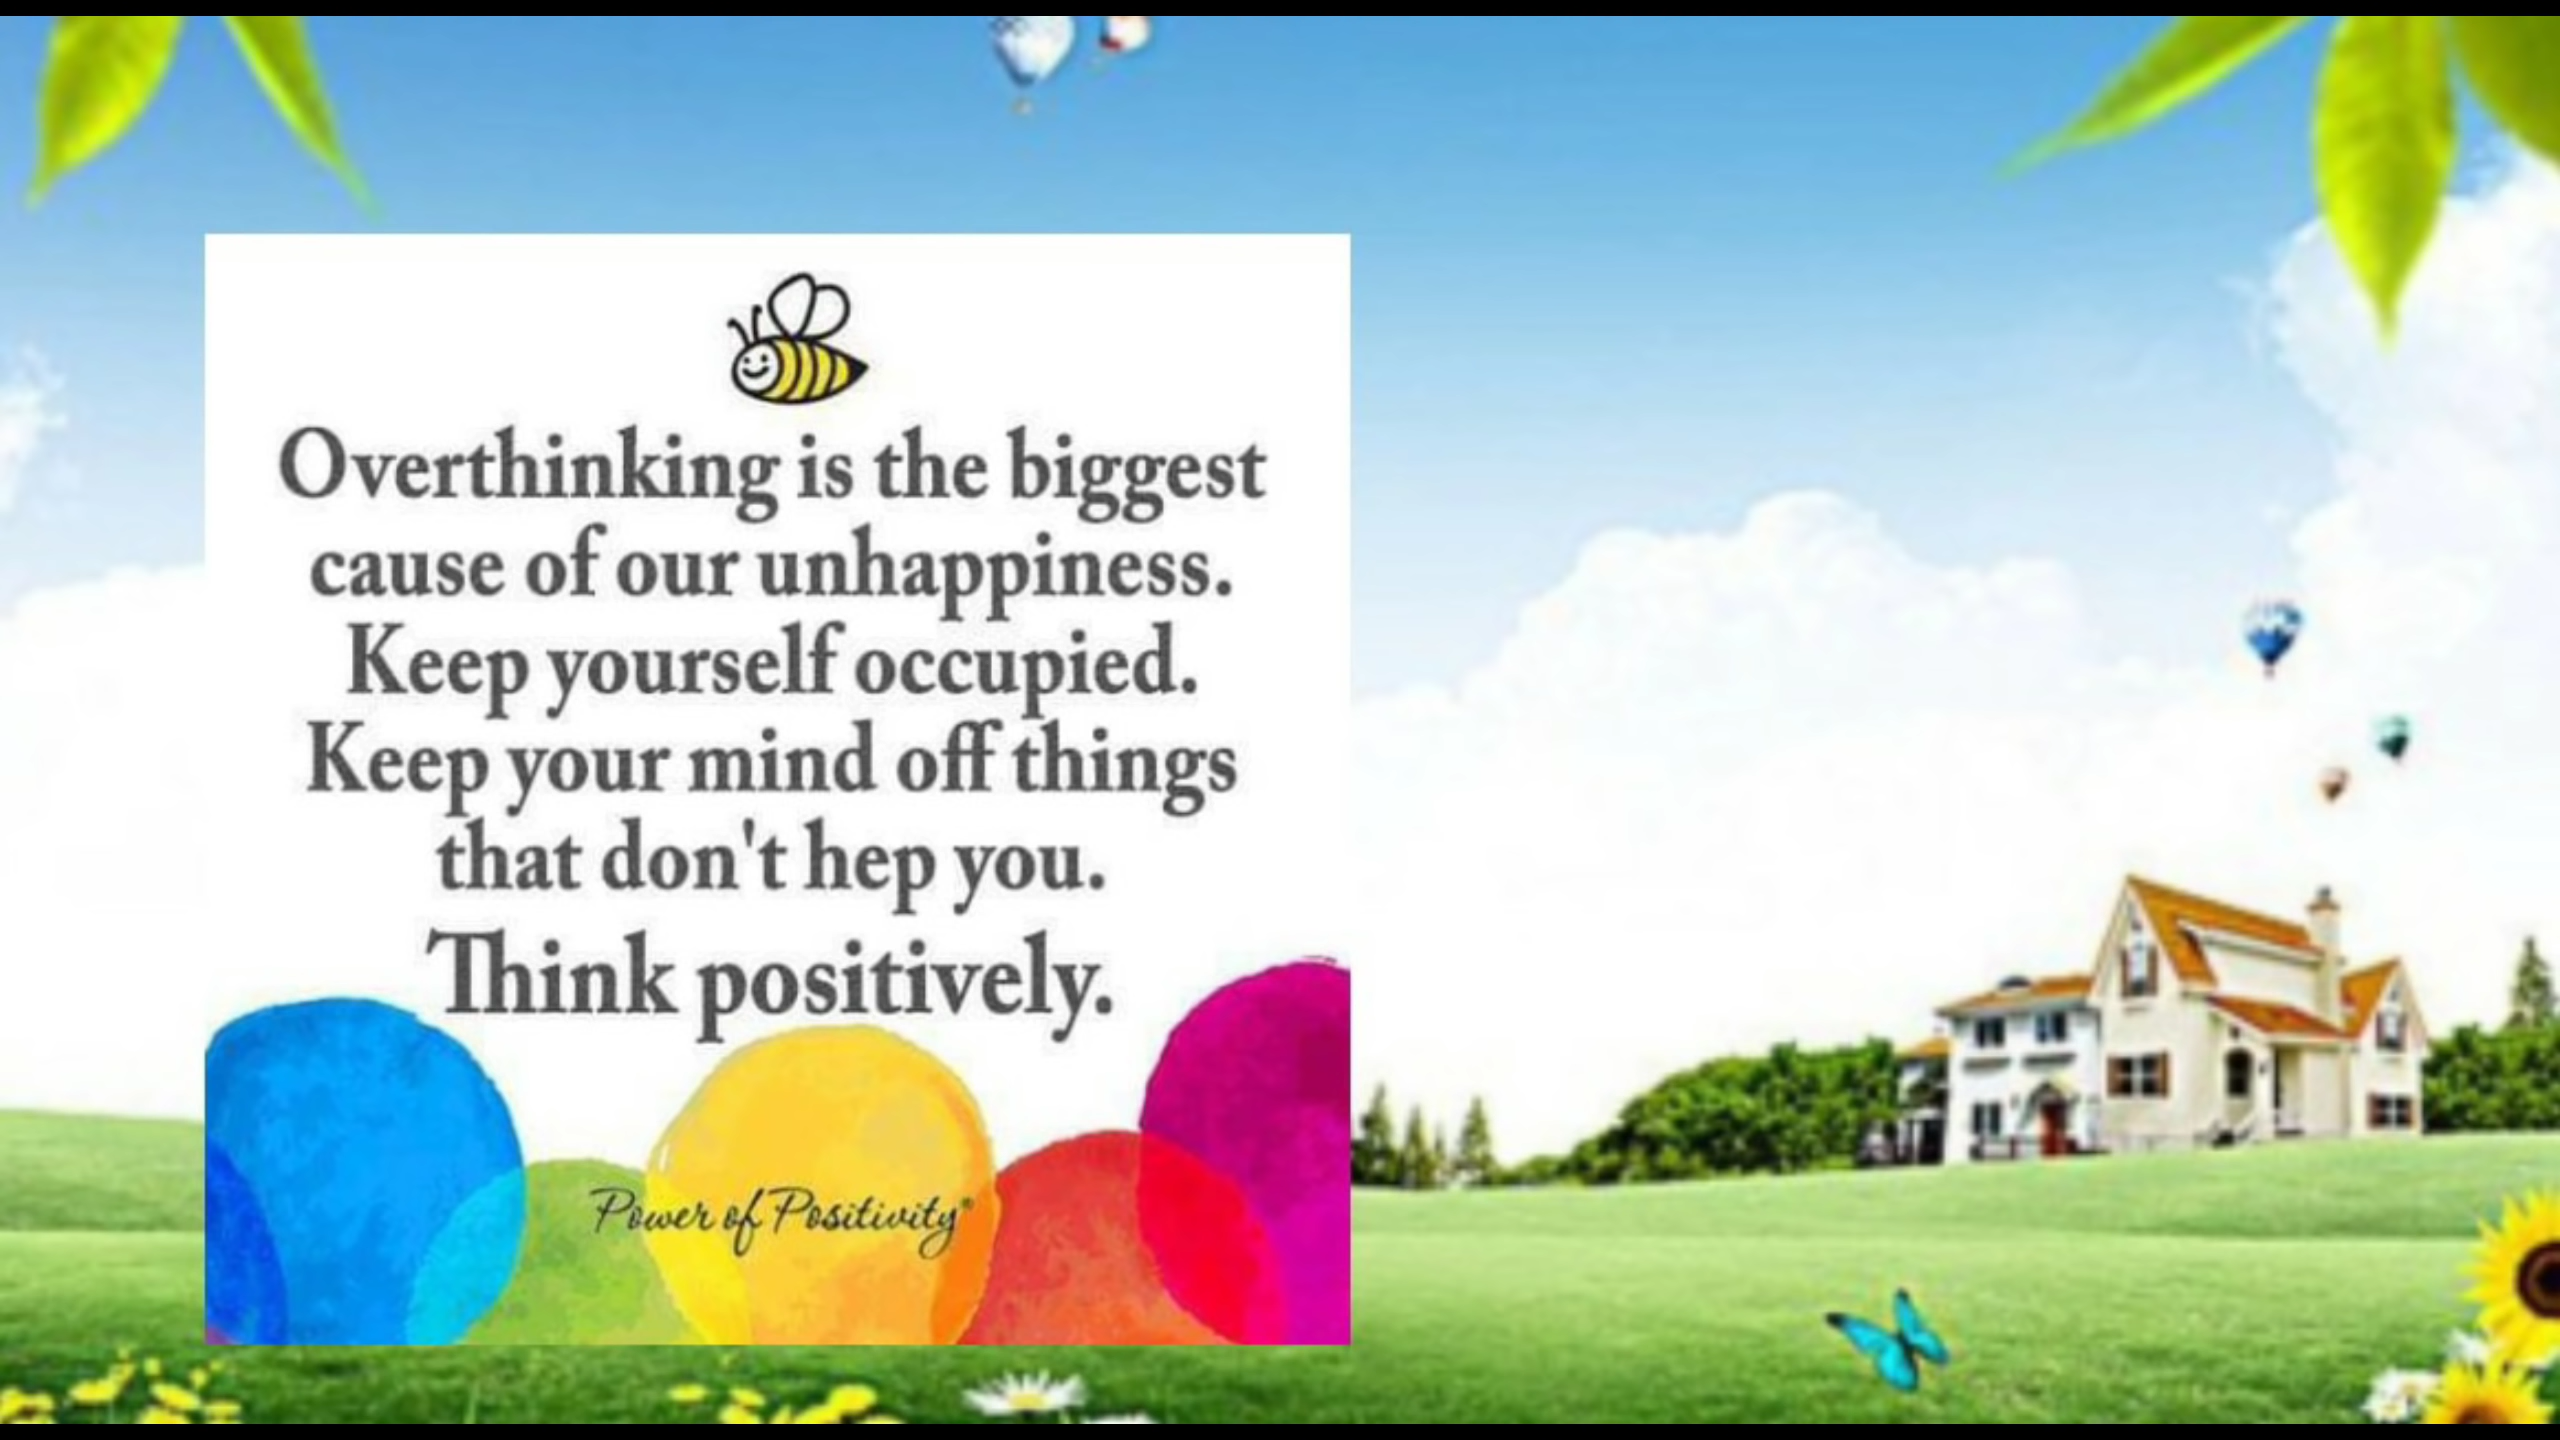 Overthinking is the biggest
cause of our unhappiness.
Keep yourself occupied.
Keep your mind off things
that don't hep you.
Think positively.
Power of Positivity®